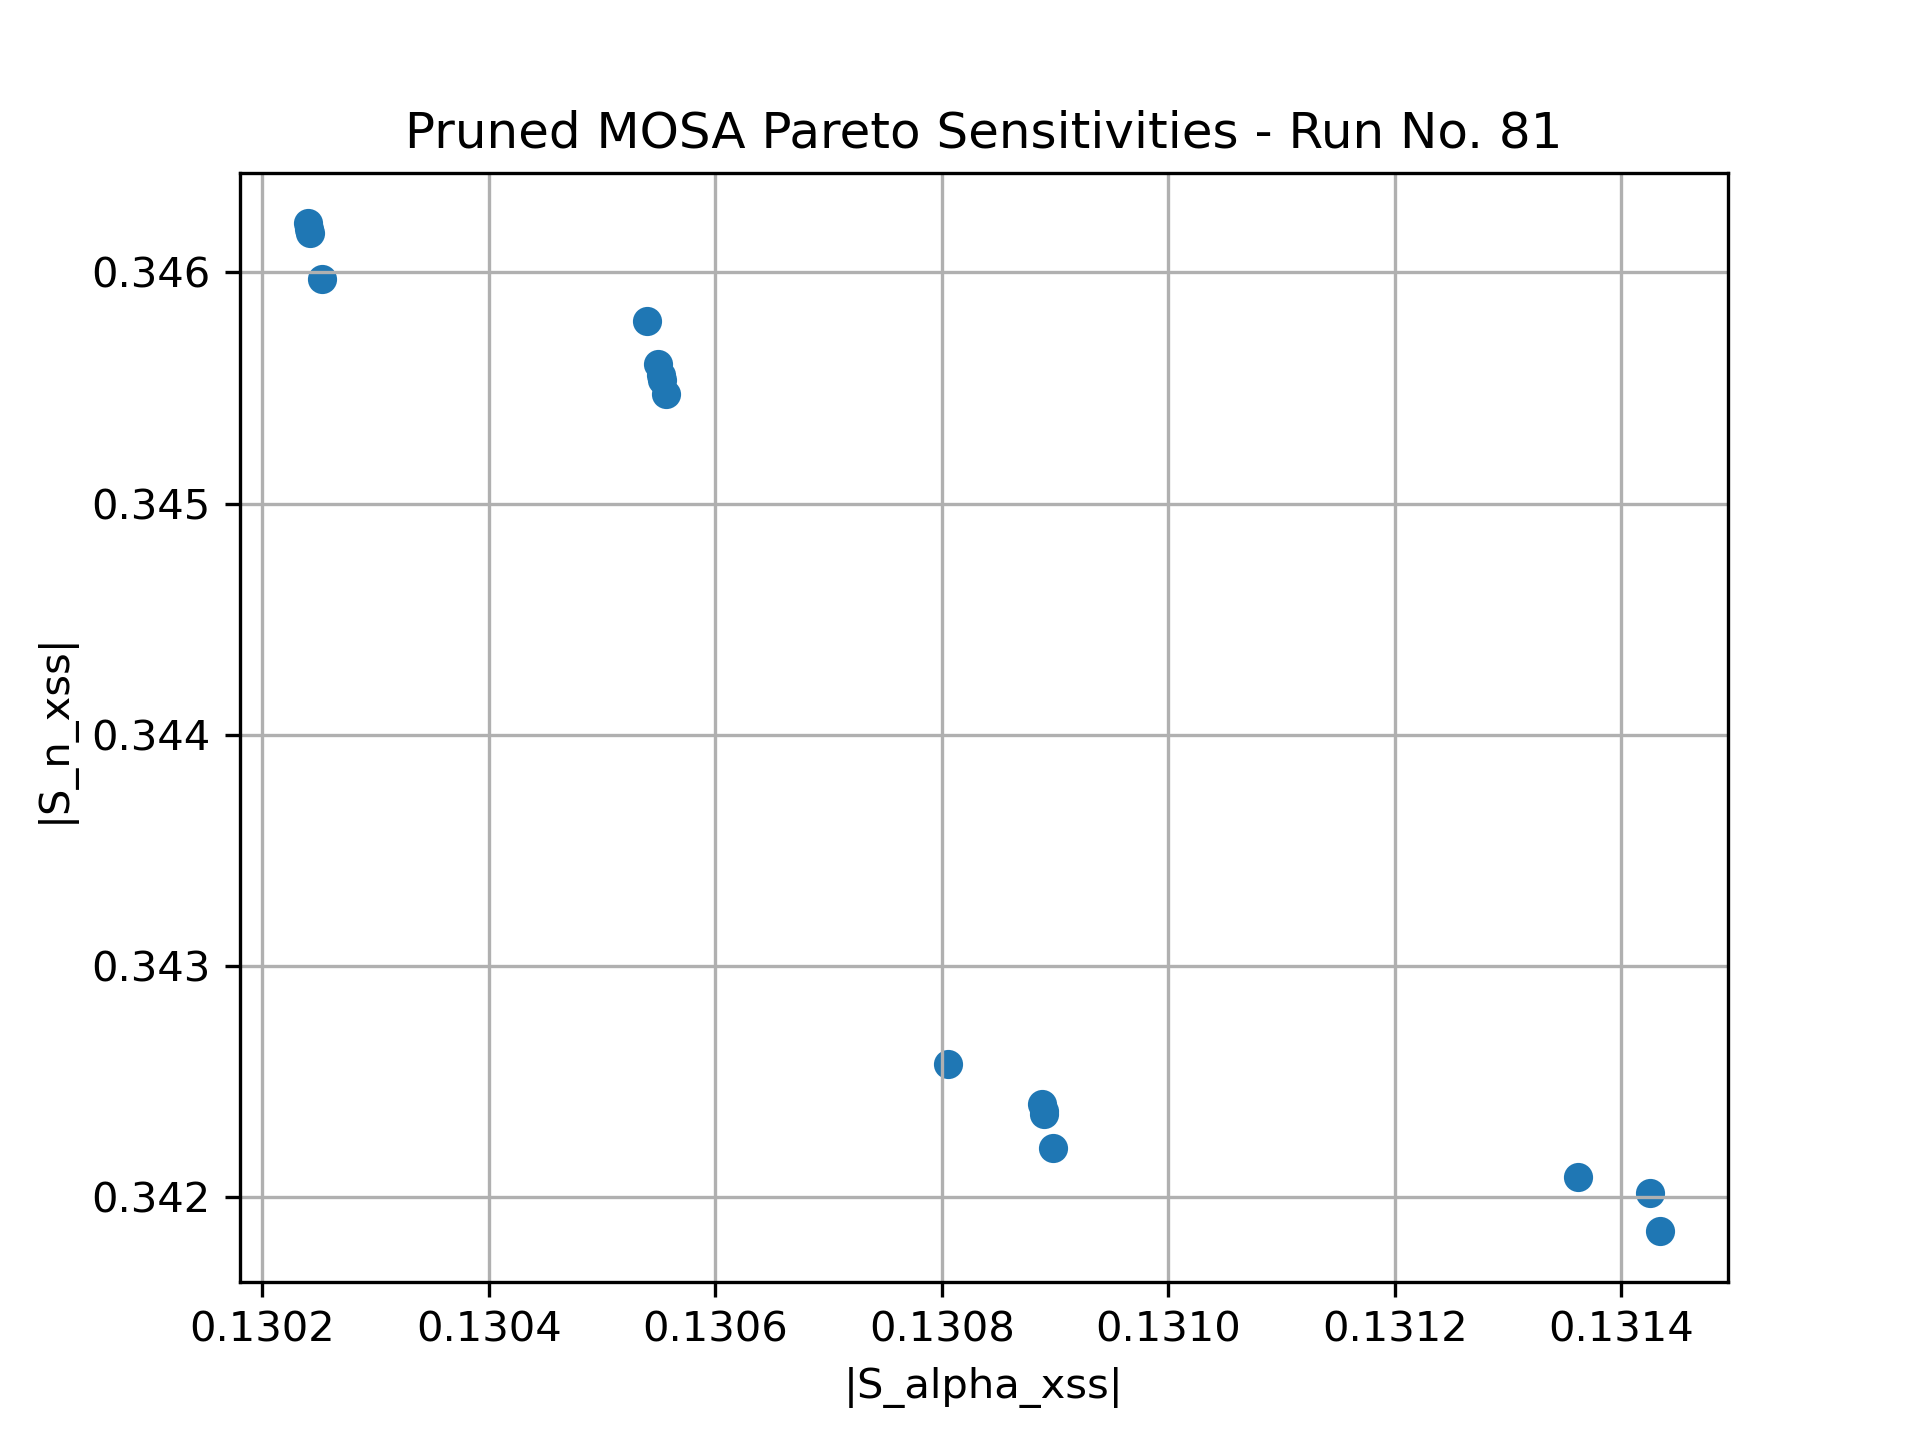 Pruned MOSA Pareto Sensitivities - Run No. 81
0.346
0.345
0.344
0.343
0.342
|S_n_xss|
0.1302 0.1304 0.1306 0.1308 0.1310 0.1312 0.1314
|S_alpha_xss|